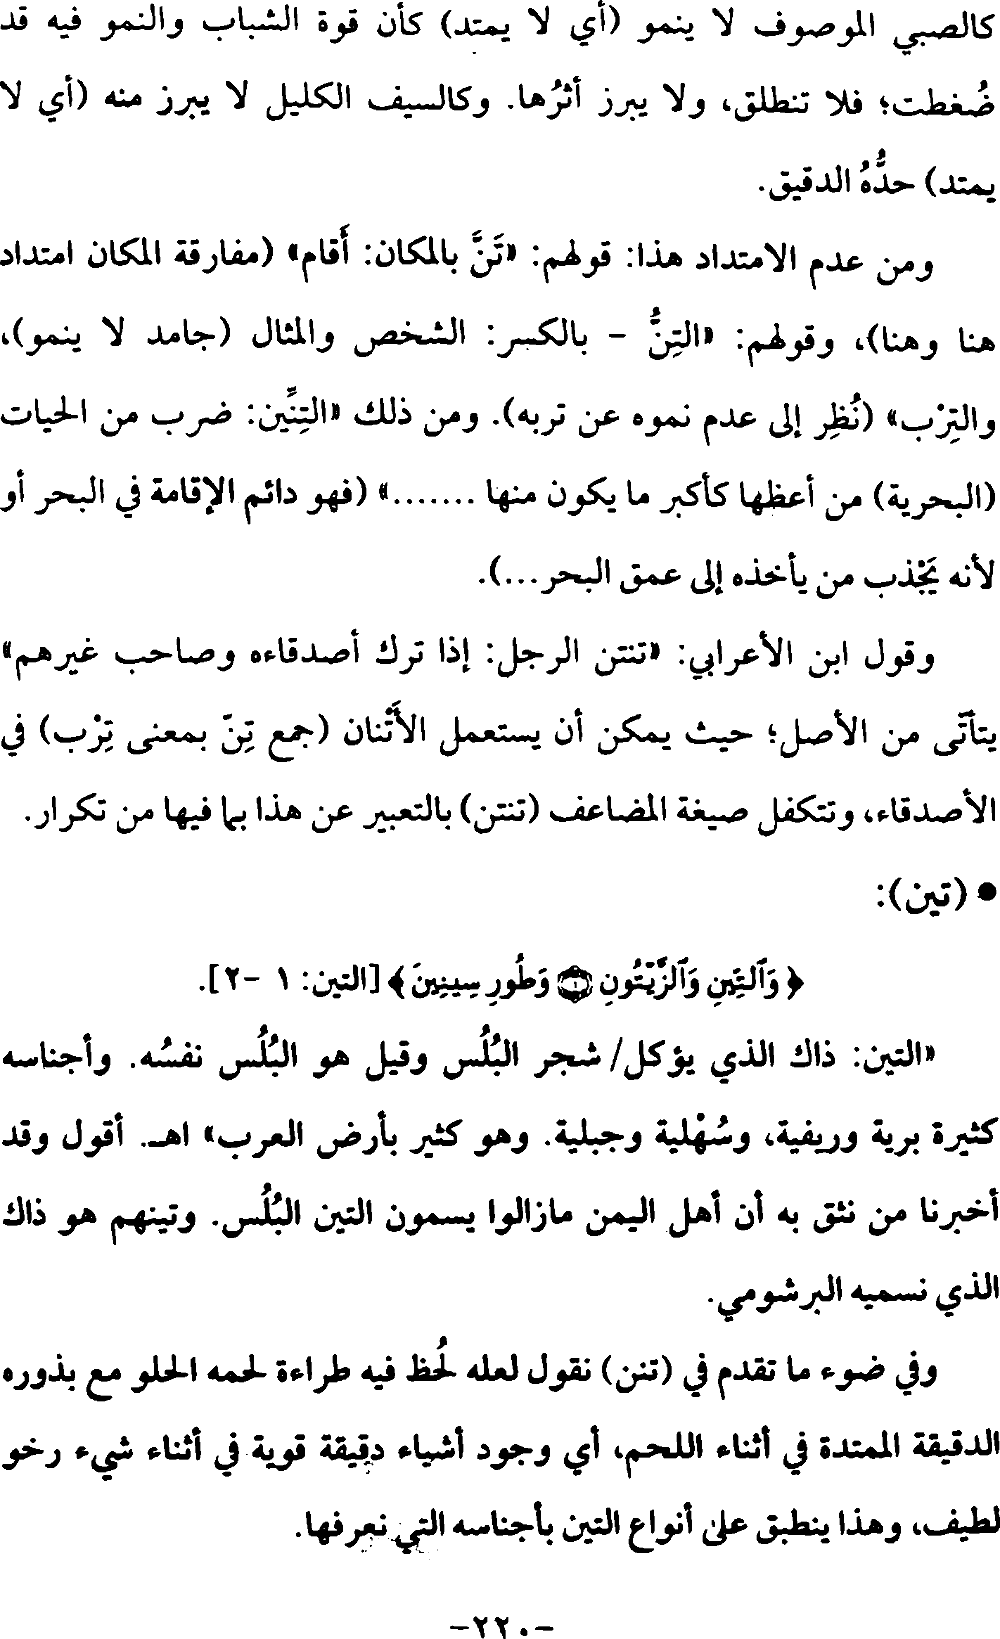 كالصبي الموصوف لا ينمو (أي لا يمتد) كأن قوة الشباب والنمو فيه قد
ضُغطت؛ فلا تنطلق، ولا يبرز أثرُها. وكالسيف الكليل لا يبرز منه (أي لا
يمتد) حدُّهُ الدقيق.
ومن عدم الامتداد هذا: قولهم: «تَنَّ بالمكان: أَقام» (مفارقة المكان امتداد
هنا وهنا)، وقولهم: «التِنُّ - بالكسر: الشخص والمثال (جامد لا ينمو)،
والتِرْب» (نُظِر إلى عدم نموه عن تربه). ومن ذلك «التِنِّين: ضرب من الحيات
(البحرية) من أعظها كأكبر ما يكون منها .......» (فهو دائم الإقامة في البحر أو
لأنه يَجْذب من يأخذه إلى عمق البحر...).
وقول ابن الأعرابي: «تنتن الرجل: إذا ترك أصدقاءه وصاحب غيرهم»
يتأتّى من الأصل؛ حيث يمكن أن يستعمل الأَتْنان (جمع تِنّ بمعنى تِرْب) في
الأصدقاء، وتتكفل صيغة المضاعف (تنتن) بالتعبير عن هذا بما فيها من تكرار.
● (تين):
﴿وَٱلتِّينِ وَٱلزَّيْتُونِ ۝١ وَطُورِ سِينِينَ﴾ [التين: ١ -٢].
«التين: ذاك الذي يؤكل/ شجر البُلُس وقيل هو البُلُس نفسُه. وأجناسه
كثيرة برية وريفية، وسُهْلية وجبلية. وهو كثير بأرض العرب» اهـ. أقول وقد
أخبرنا من نثق به أن أهل اليمن مازالوا يسمون التين البُلُس. وتينهم هو ذاك
الذي نسميه البرشومي.
وفي ضوء ما تقدم في (تنن) نقول لعله لُحظ فيه طراءة لحمه الحلو مع بذوره
الدقيقة الممتدة في أثناء اللحم، أي وجود أشياء دقيقة قوية في أثناء شيء رخو
لطيف، وهذا ينطبق على أنواع التين بأجناسه التي نعرفها.
-٢٢٠-